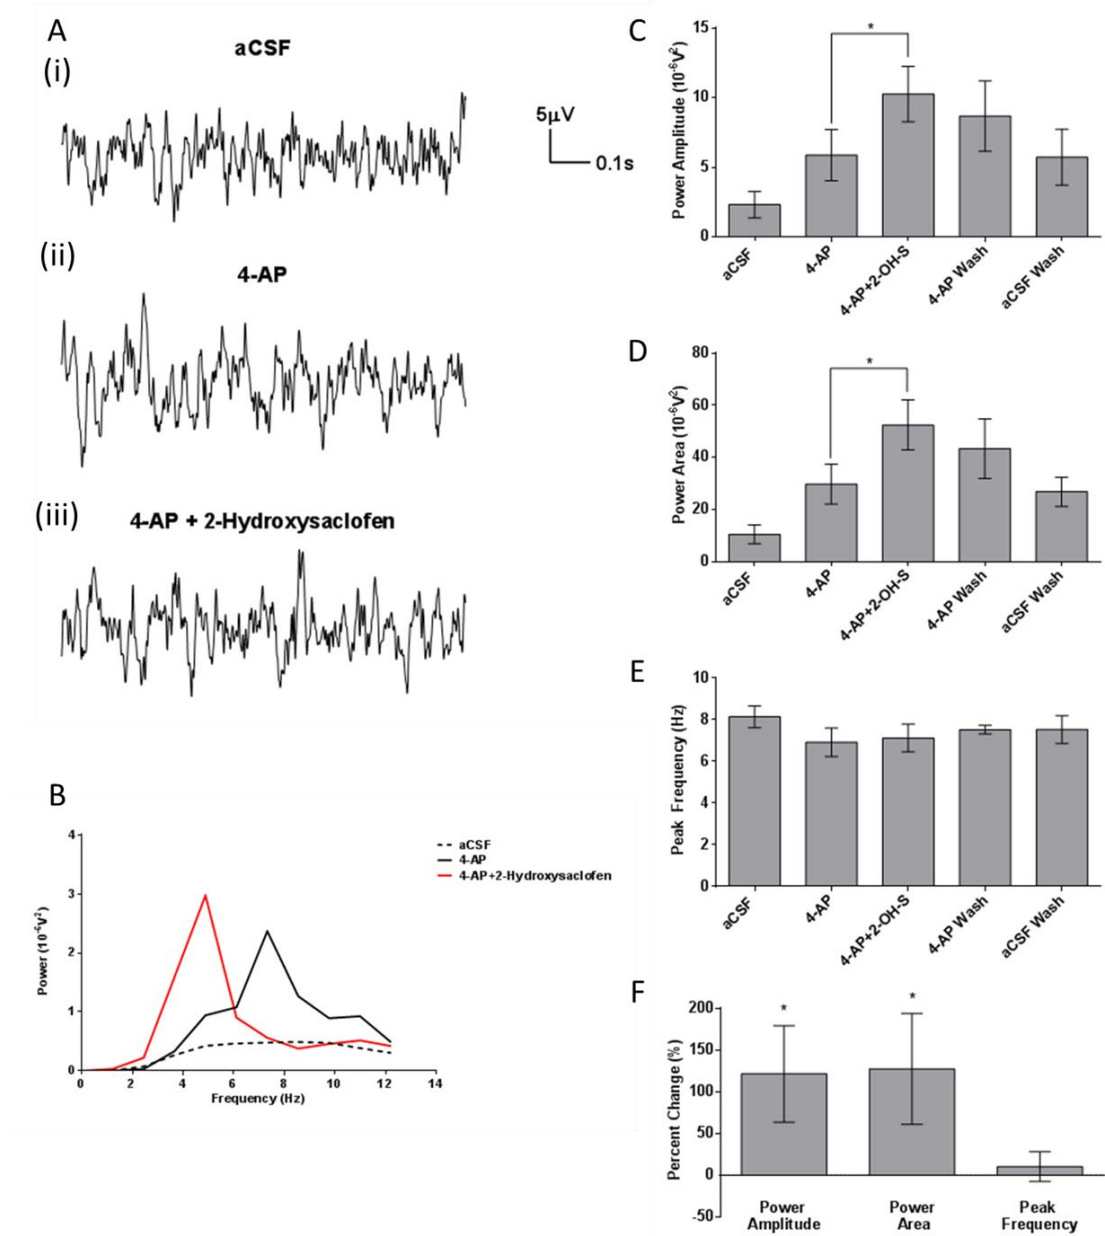 A
aCSF
(i)
5µV
0.1s
(ii)
4-AP
(iii)
4-AP + 2-Hydroxysaclofen
B
4
3
2
1
0
Power (10⁻⁶V²)
0 2 4 6 8 10 12 14
Frequency (Hz)
aCSF
4-AP
4-AP+2-Hydroxysaclofen
C
15
10
5
0
Power Amplitude (10⁻⁶V²)
*
aCSF
4-AP
4-AP+2-OH-S
4-AP Wash
aCSF Wash
D
80
60
40
20
0
Power Area (10⁻⁶V²)
*
aCSF
4-AP
4-AP+2-OH-S
4-AP Wash
aCSF Wash
E
10
8
6
4
2
0
Peak Frequency (Hz)
aCSF
4-AP
4-AP+2-OH-S
4-AP Wash
aCSF Wash
F
200
150
100
50
0
-50
Percent Change (%)
* *
Power Amplitude
Power Area
Peak Frequency